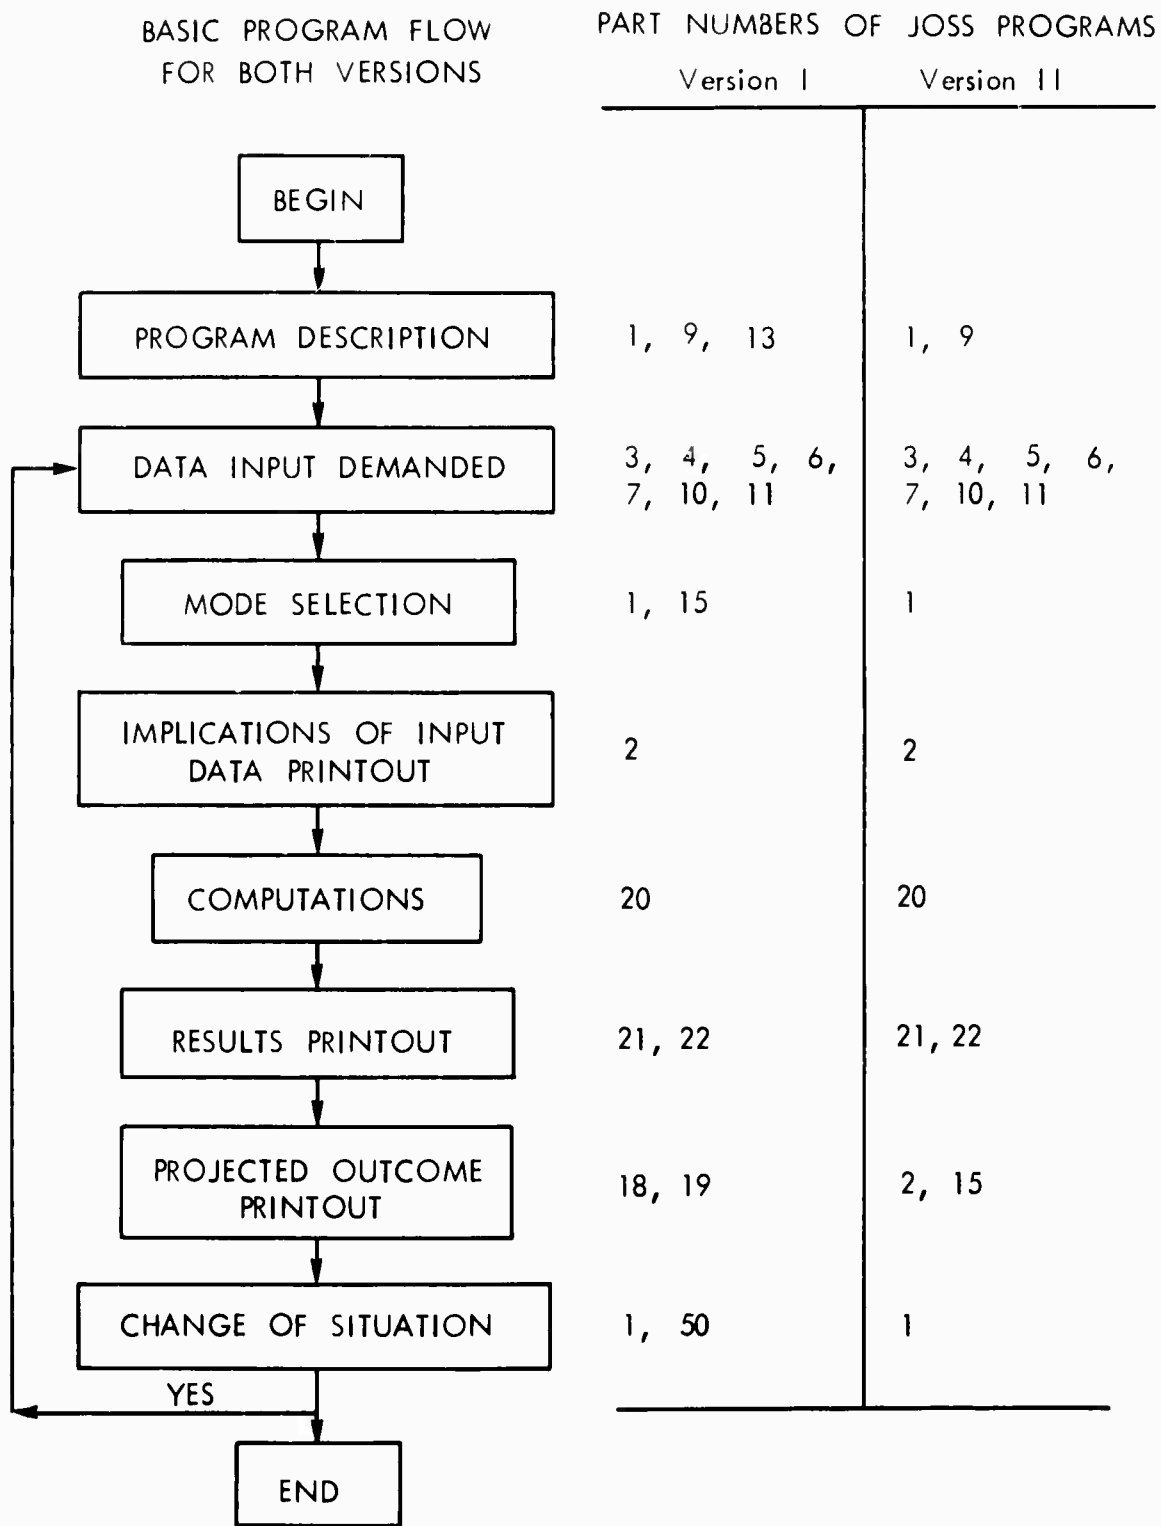 BASIC PROGRAM FLOW
FOR BOTH VERSIONS
PART NUMBERS OF JOSS PROGRAMS
Version I Version II
BEGIN
PROGRAM DESCRIPTION 1, 9, 13 1, 9
DATA INPUT DEMANDED 3, 4, 5, 6, 3, 4, 5, 6,
7, 10, 11 7, 10, 11
MODE SELECTION 1, 15 1
IMPLICATIONS OF INPUT
DATA PRINTOUT 2 2
COMPUTATIONS 20 20
RESULTS PRINTOUT 21, 22 21, 22
PROJECTED OUTCOME
PRINTOUT 18, 19 2, 15
CHANGE OF SITUATION 1, 50 1
YES
END